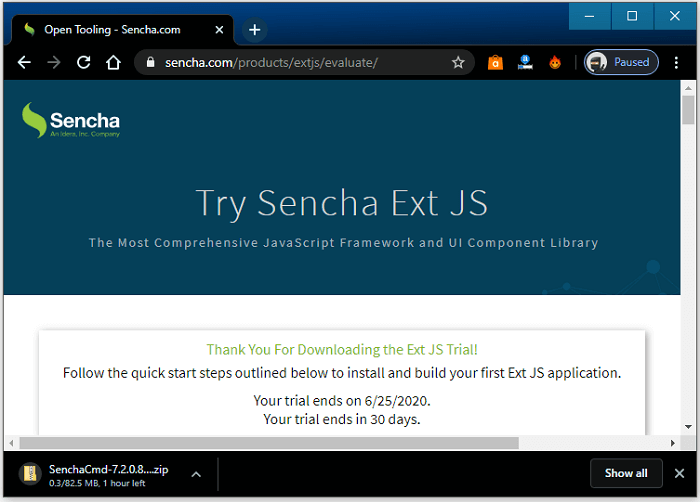 Open Tooling - Sencha.com
sencha.com/products/extjs/evaluate/
Paused
Sencha
An Idera, Inc. Company
Try Sencha Ext JS
The Most Comprehensive JavaScript Framework and UI Component Library
Thank You For Downloading the Ext JS Trial!
Follow the quick start steps outlined below to install and build your first Ext JS application.
Your trial ends on 6/25/2020.
Your trial ends in 30 days.
SenchaCmd-7.2.0.8....zip
0.3/82.5 MB, 1 hour left
Show all